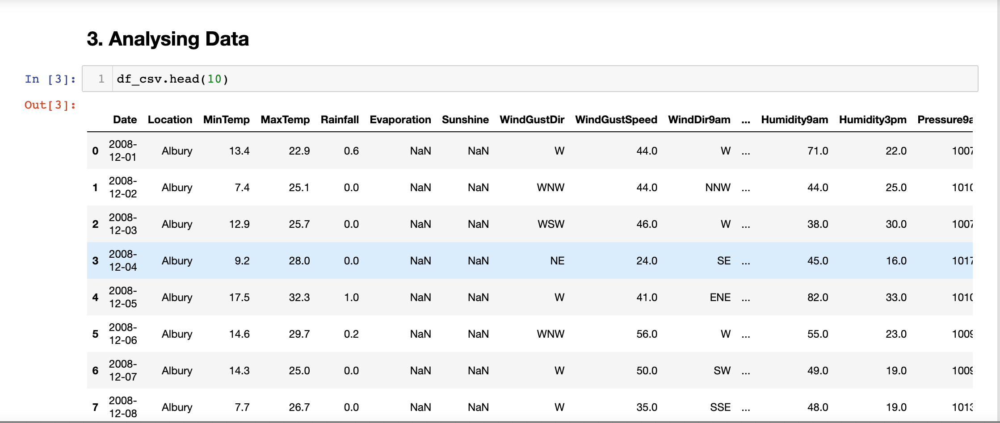 3. Analysing Data
In [3]: 1 df_csv.head(10)
Out[3]:
Date Location MinTemp MaxTemp Rainfall Evaporation Sunshine WindGustDir WindGustSpeed WindDir9am ... Humidity9am Humidity3pm Pressure9a
0 2008-12-01 Albury 13.4 22.9 0.6 NaN NaN W 44.0 W ... 71.0 22.0 1007
1 2008-12-02 Albury 7.4 25.1 0.0 NaN NaN WNW 44.0 NNW ... 44.0 25.0 1010
2 2008-12-03 Albury 12.9 25.7 0.0 NaN NaN WSW 46.0 W ... 38.0 30.0 1007
3 2008-12-04 Albury 9.2 28.0 0.0 NaN NaN NE 24.0 SE ... 45.0 16.0 1017
4 2008-12-05 Albury 17.5 32.3 1.0 NaN NaN W 41.0 ENE ... 82.0 33.0 1010
5 2008-12-06 Albury 14.6 29.7 0.2 NaN NaN WNW 56.0 W ... 55.0 23.0 1009
6 2008-12-07 Albury 14.3 25.0 0.0 NaN NaN W 50.0 SW ... 49.0 19.0 1009
7 2008-12-08 Albury 7.7 26.7 0.0 NaN NaN W 35.0 SSE ... 48.0 19.0 1013